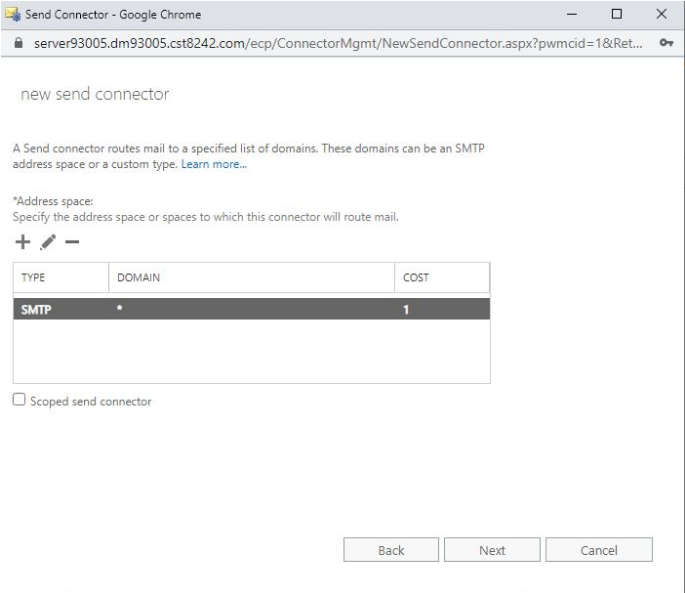 Send Connector - Google Chrome
server93005.dm93005.cst8242.com/ecp/ConnectorMgmt/NewSendConnector.aspx?pwmcid=1&Ret...
new send connector
A Send connector routes mail to a specified list of domains. These domains can be an SMTP
address space or a custom type. Learn more...
*Address space:
Specify the address space or spaces to which this connector will route mail.
TYPE DOMAIN COST
SMTP * 1
Scoped send connector
Back Next Cancel